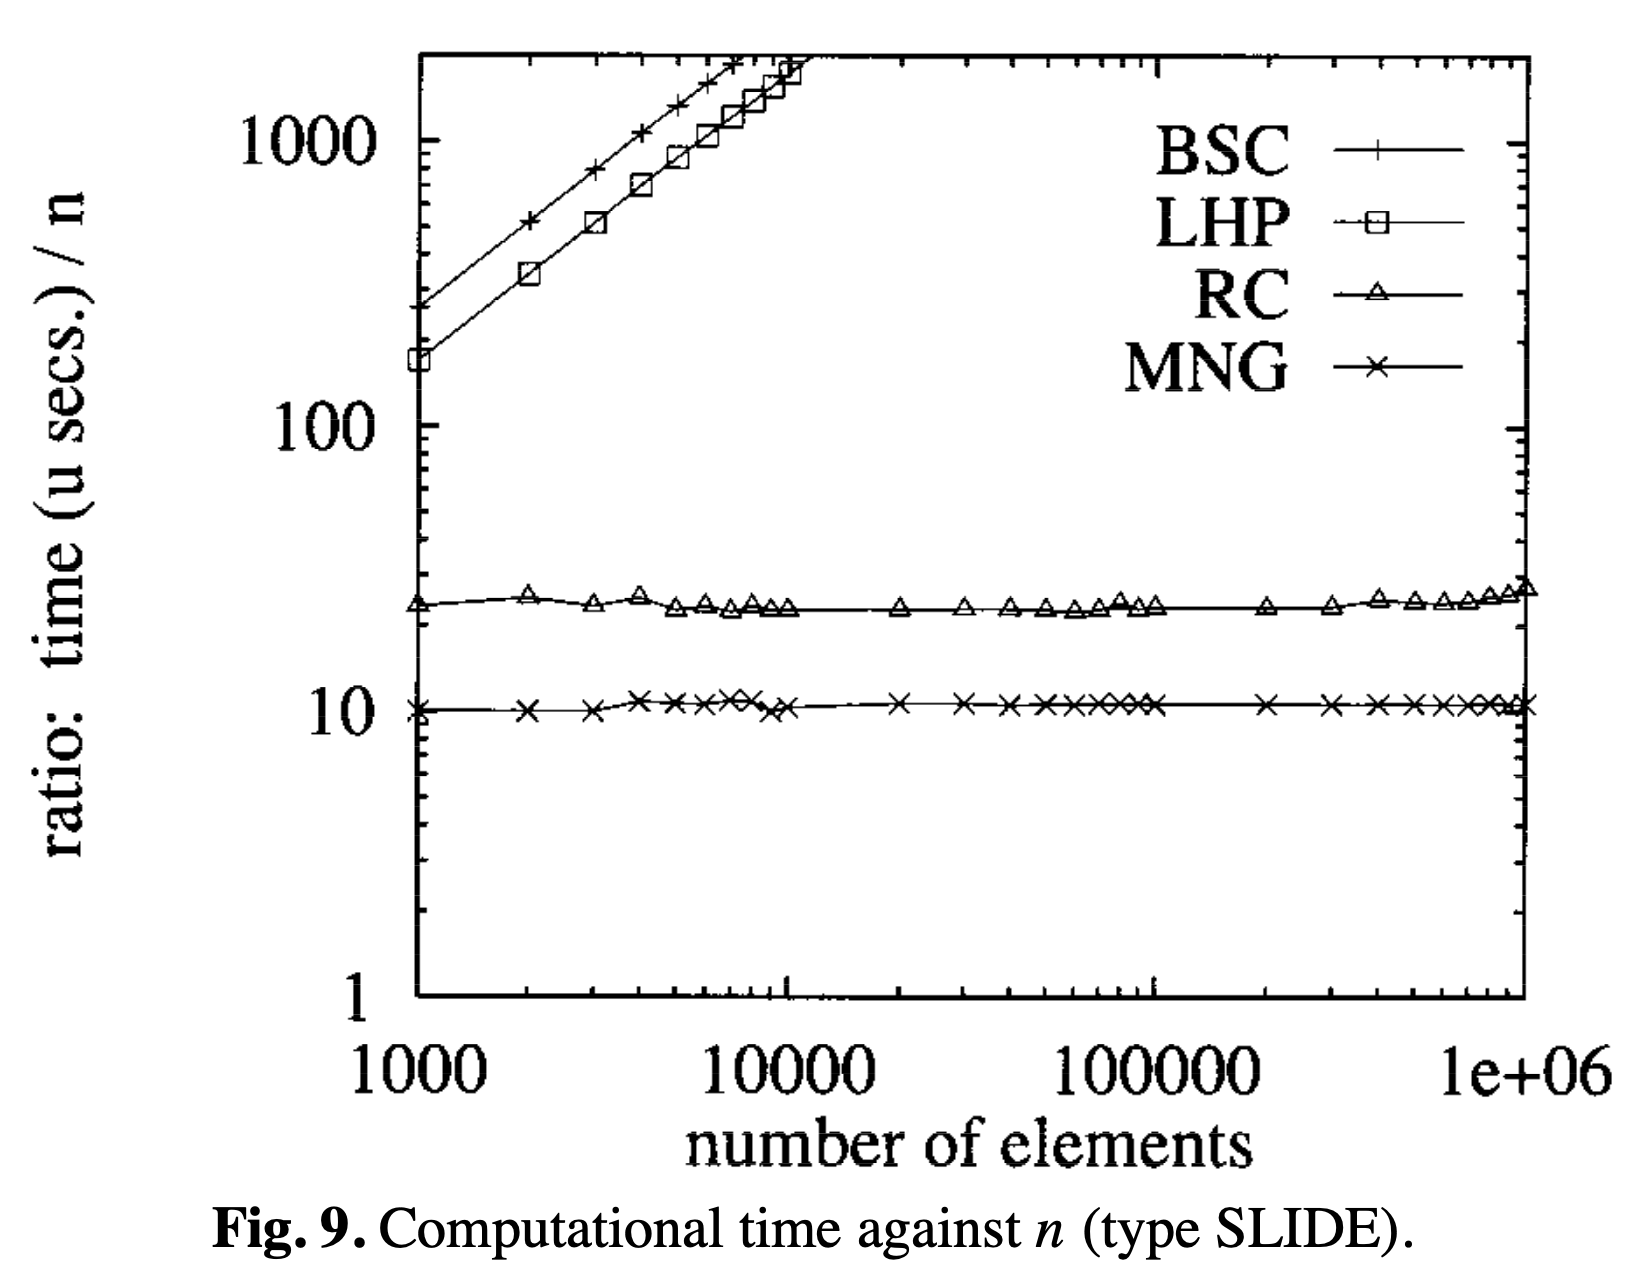 ratio: time (u secs.) / n
1000
100
10
1
BSC
LHP
RC
MNG
1000 10000 100000 1e+06
number of elements
Fig. 9. Computational time against n (type SLIDE).